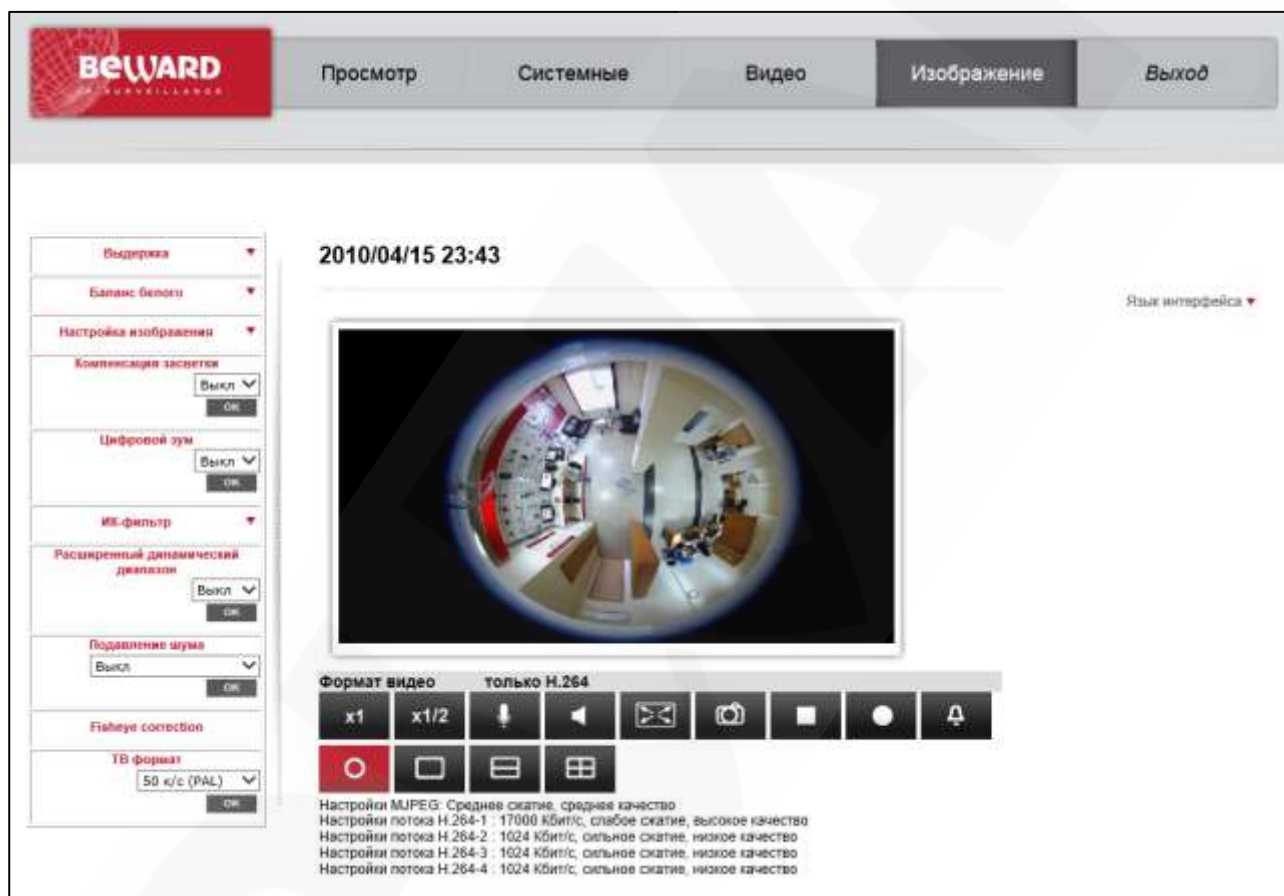 BEWARD
IP SURVEILLANCE
Просмотр
Системные
Видео
Изображение
Выход
Выдержка
Баланс белого
Настройка изображения
Компенсация засветки
Выкл
OK
Цифровой зум
Выкл
OK
ИК-фильтр
Расширенный динамический
диапазон
Выкл
OK
Подавление шума
Выкл
OK
Fisheye correction
ТВ формат
50 к/с (PAL)
OK
2010/04/15 23:43
Язык интерфейса
Формат видео только H.264
x1 x1/2
Настройки MJPEG: Среднее сжатие, среднее качество
Настройки потока H.264-1 : 17000 Кбит/с, слабое сжатие, высокое качество
Настройки потока H.264-2 : 1024 Кбит/с, сильное сжатие, низкое качество
Настройки потока H.264-3 : 1024 Кбит/с, сильное сжатие, низкое качество
Настройки потока H.264-4 : 1024 Кбит/с, сильное сжатие, низкое качество